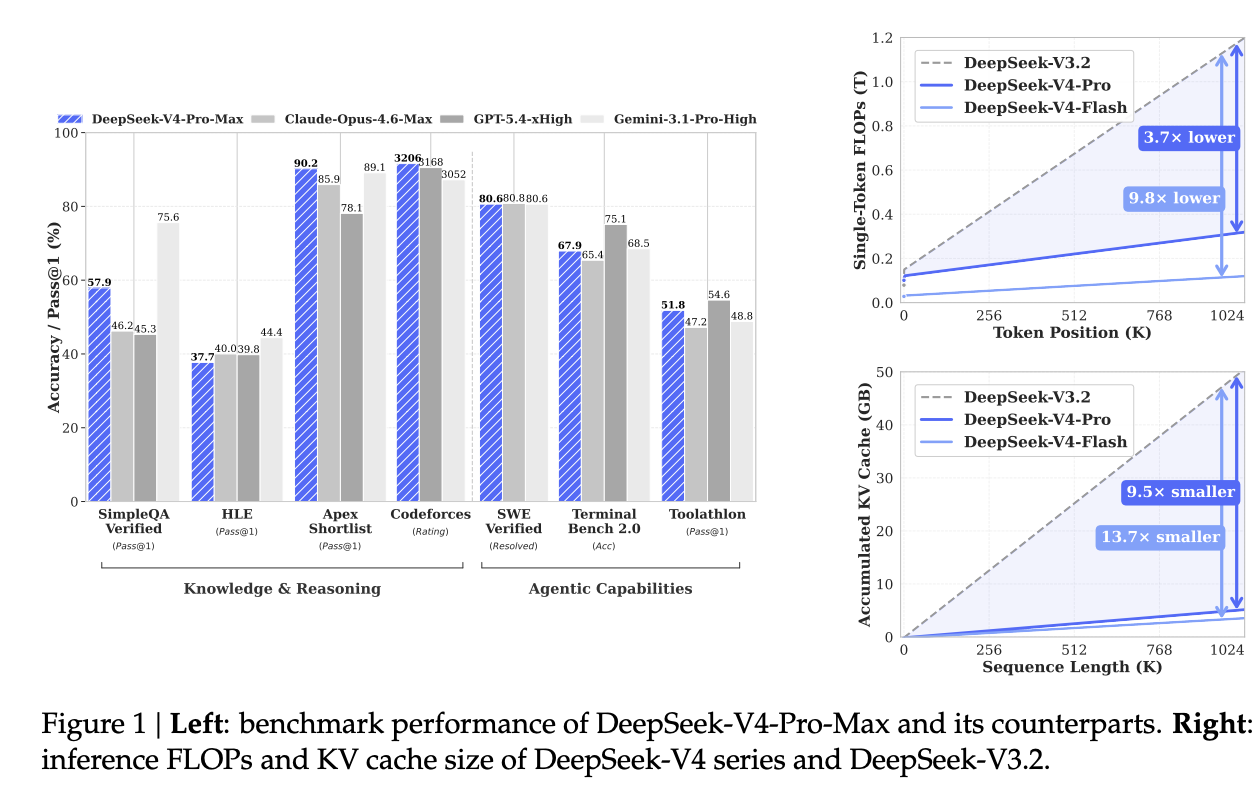 DeepSeek-V4-Pro-Max Claude-Opus-4.6-Max GPT-5.4-xHigh Gemini-3.1-Pro-High
Accuracy / Pass@1 (%)
100
80
60
40
20
0
57.9 46.2 45.3 75.6
37.7 40.0 39.8 44.4
90.2 85.9 78.1 89.1
3206 3168 3052
80.6 80.8 80.6
67.9 65.4 75.1 68.5
51.8 47.2 54.6 48.8
SimpleQA
Verified
(Pass@1)
HLE
(Pass@1)
Apex
Shortlist
(Pass@1)
Codeforces
(Rating)
SWE
Verified
(Resolved)
Terminal
Bench 2.0
(Acc)
Toolathlon
(Pass@1)
Knowledge & Reasoning
Agentic Capabilities
Single-Token FLOPs (T)
1.2
1.0
0.8
0.6
0.4
0.2
0.0
DeepSeek-V3.2
DeepSeek-V4-Pro
DeepSeek-V4-Flash
3.7× lower
9.8× lower
0 256 512 768 1024
Token Position (K)
Accumulated KV Cache (GB)
50
40
30
20
10
0
DeepSeek-V3.2
DeepSeek-V4-Pro
DeepSeek-V4-Flash
9.5× smaller
13.7× smaller
0 256 512 768 1024
Sequence Length (K)
Figure 1 | Left: benchmark performance of DeepSeek-V4-Pro-Max and its counterparts. Right:
inference FLOPs and KV cache size of DeepSeek-V4 series and DeepSeek-V3.2.